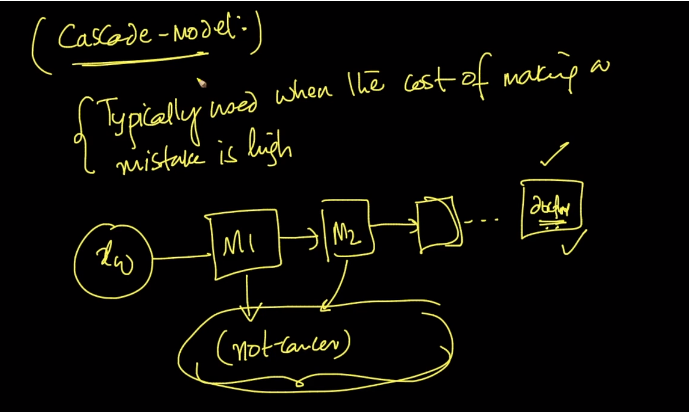 ( Cascade-Model:)
Typically used when the cost of making a
mistake is high
xq
M1
M2
...
doctor
(not-cancer)